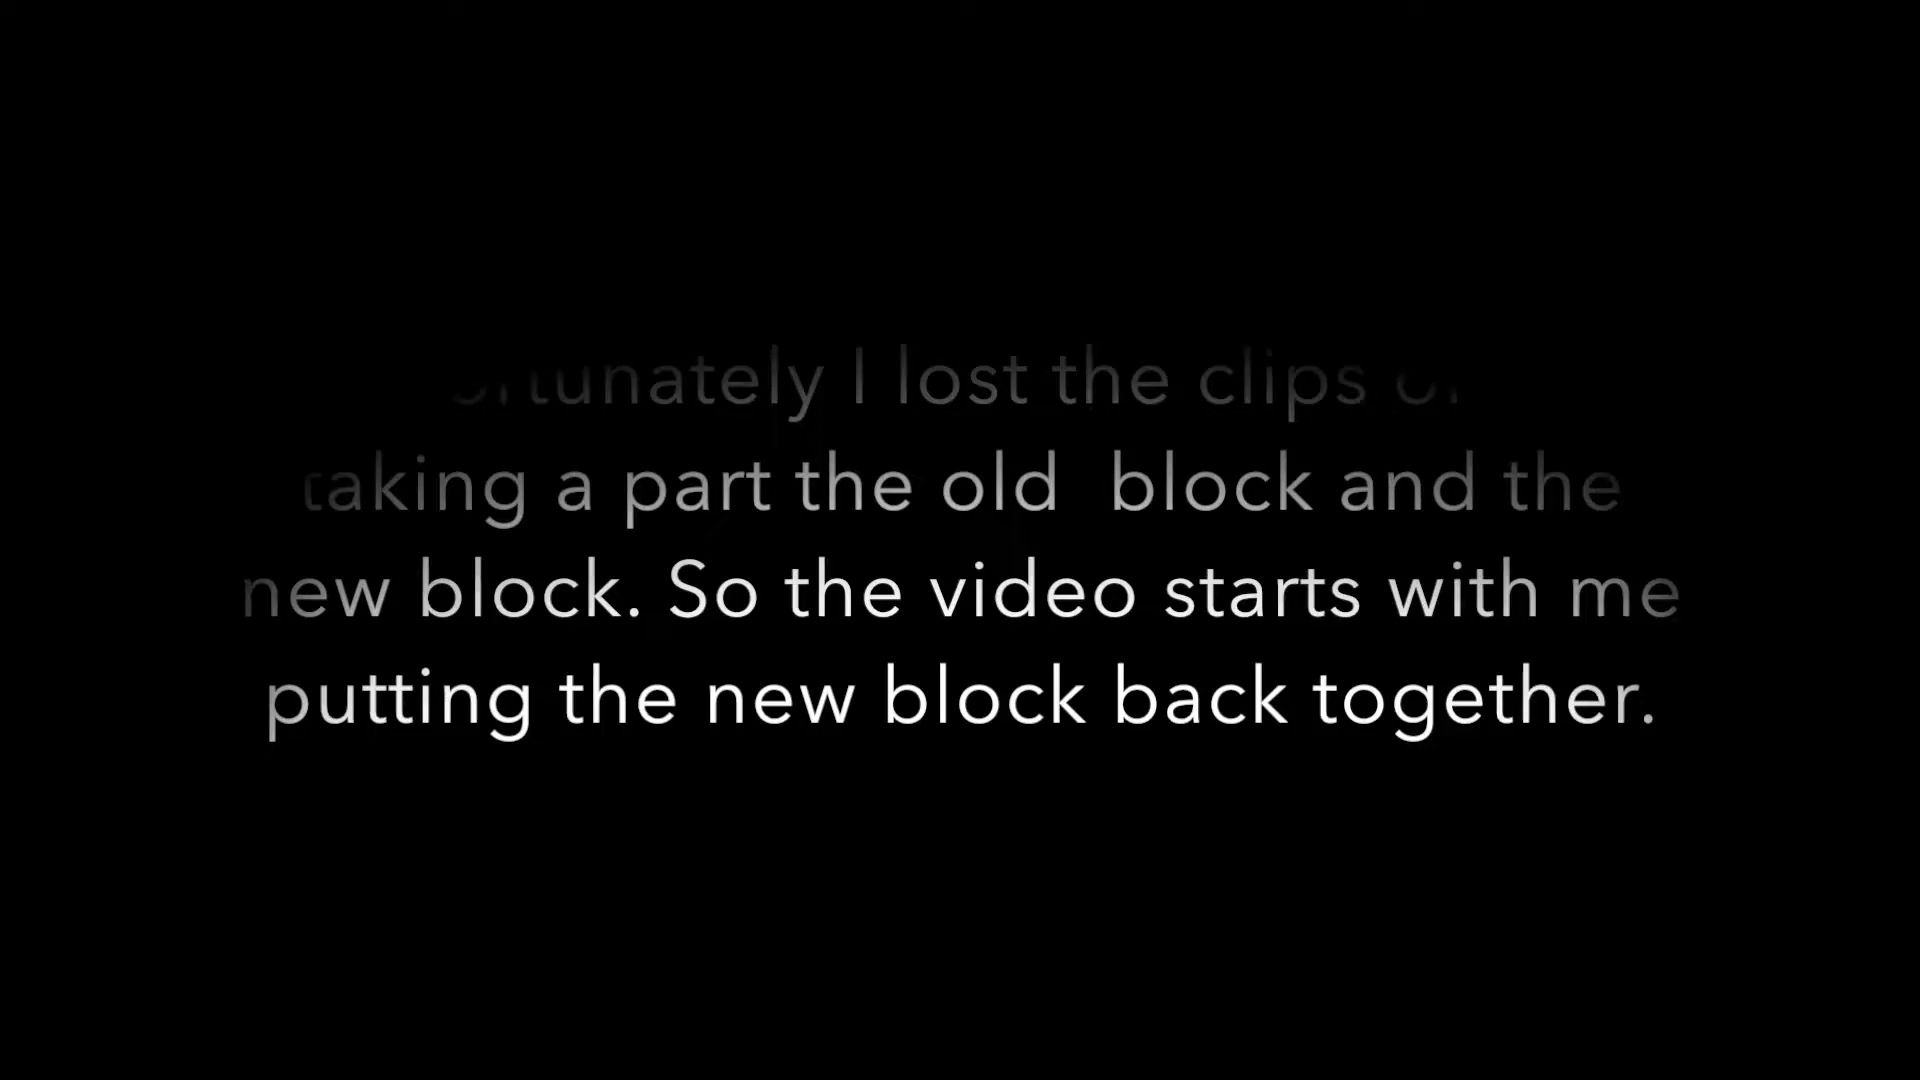 I lost the clips
taking a part the old block and the
new block. So the video starts with me
putting the new block back together.